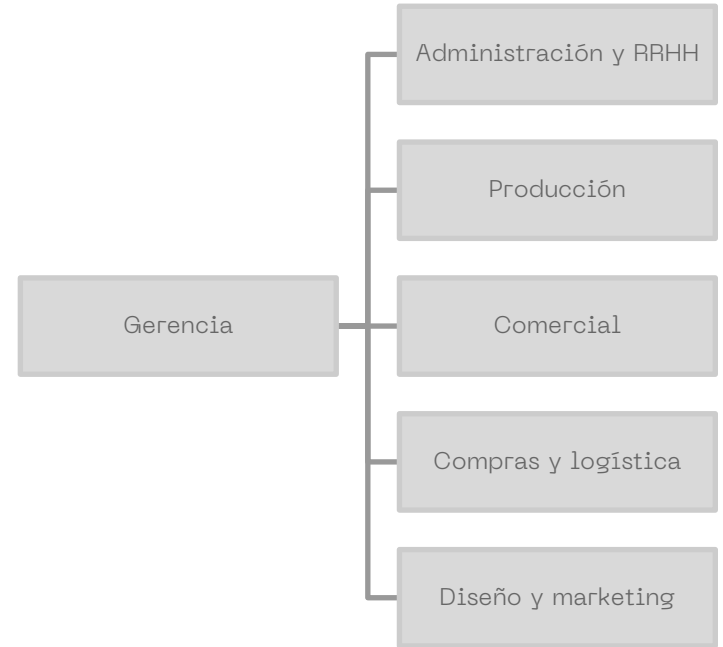 Administración y RRHH
Producción
Gerencia
Comercial
Compras y logística
Diseño y marketing